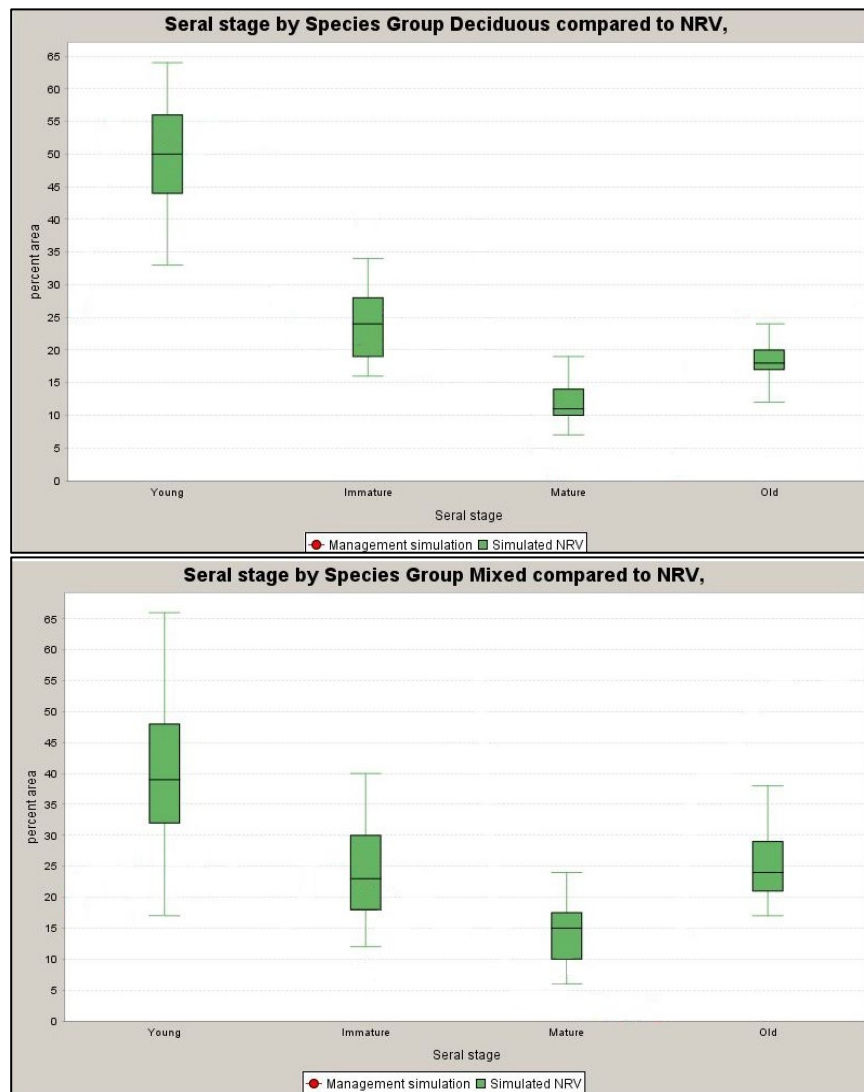 Seral stage by Species Group Deciduous compared to NRV,
65
60
55
50
45
40
35
30
25
20
15
10
5
0
percent area
Young Immature Mature Old
Seral stage
Management simulation Simulated NRV
Seral stage by Species Group Mixed compared to NRV,
65
60
55
50
45
40
35
30
25
20
15
10
5
0
percent area
Young Immature Mature Old
Seral stage
Management simulation Simulated NRV